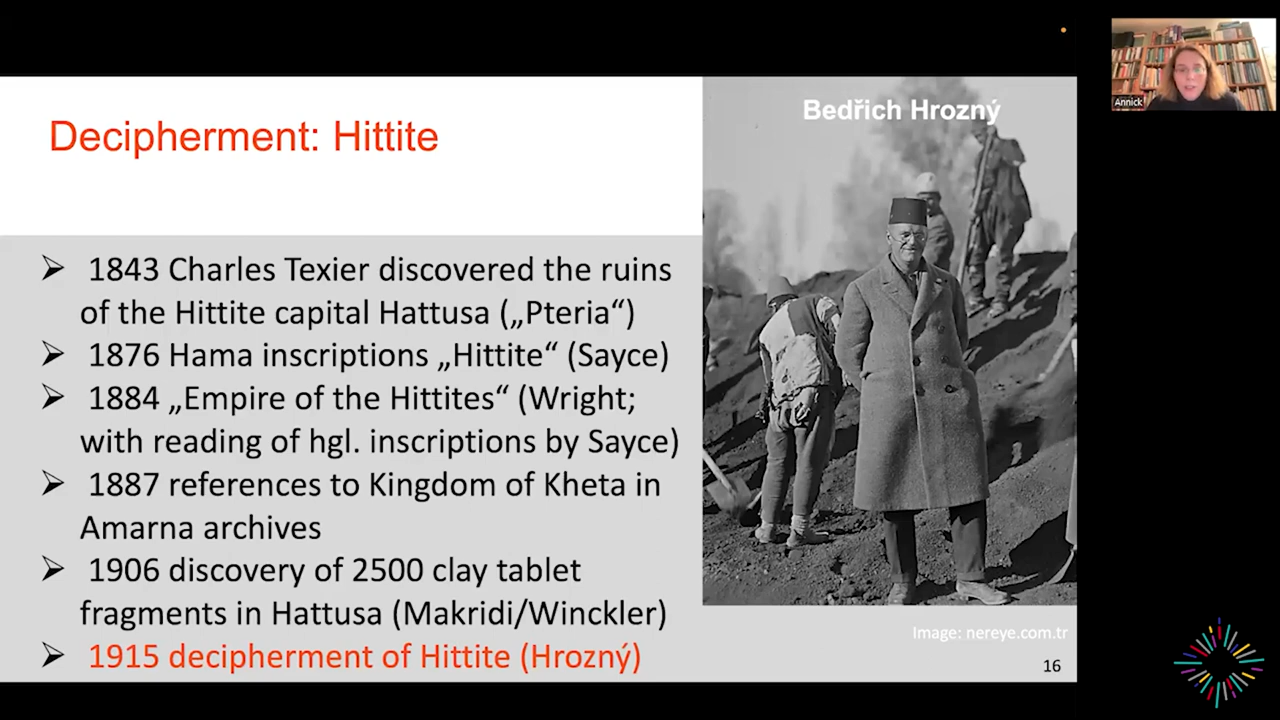 Decipherment: Hittite
➢ 1843 Charles Texier discovered the ruins
of the Hittite capital Hattusa („Pteria“)
➢ 1876 Hama inscriptions „Hittite“ (Sayce)
➢ 1884 „Empire of the Hittites“ (Wright;
with reading of hgl. inscriptions by Sayce)
➢ 1887 references to Kingdom of Kheta in
Amarna archives
➢ 1906 discovery of 2500 clay tablet
fragments in Hattusa (Makridi/Winckler)
➢ 1915 decipherment of Hittite (Hrozný)
Bedřich Hrozný
Image: nereye.com.tr
16
Annick